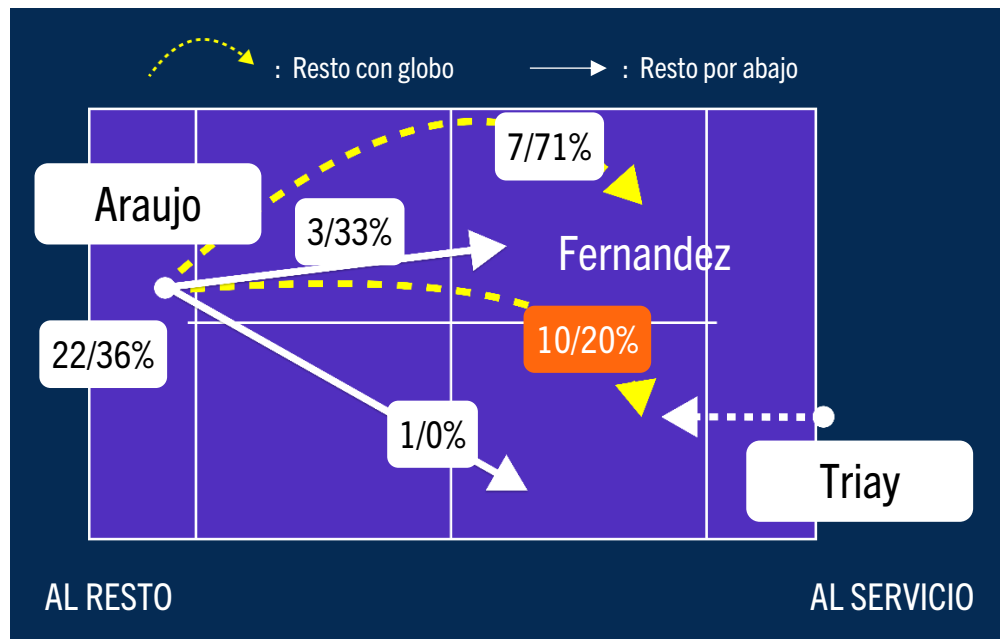 : Resto con globo
: Resto por abajo
7/71%
Araujo
3/33%
Fernandez
10/20%
22/36%
1/0%
Triay
AL RESTO
AL SERVICIO